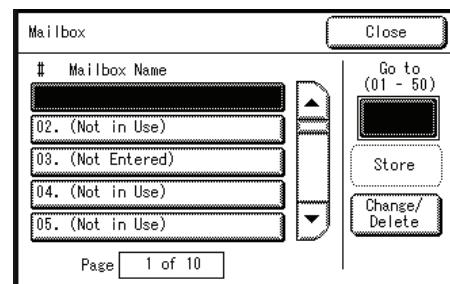 Mailbox
Close
# Mailbox Name
02. (Not in Use)
03. (Not Entered)
04. (Not in Use)
05. (Not in Use)
Page 1 of 10
Go to
(01 - 50)
Store
Change/
Delete